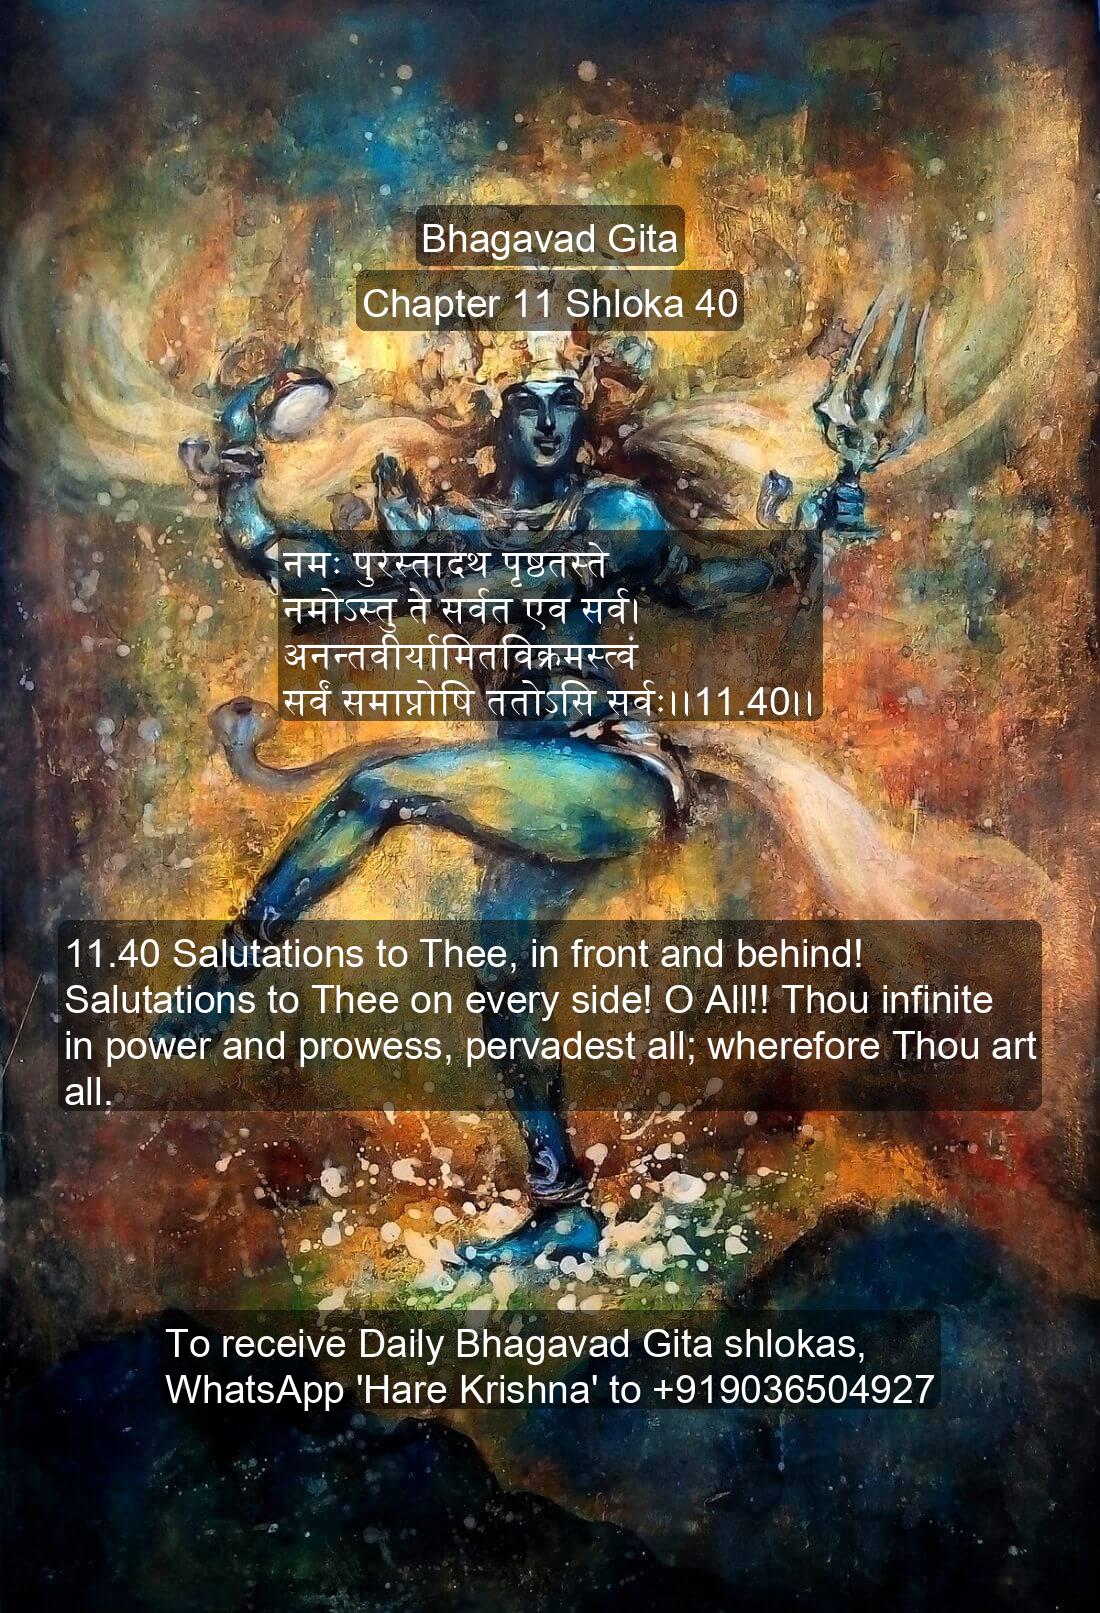 Bhagavad Gita
Chapter 11 Shloka 40
नमः पुरस्तादथ पृष्ठतस्ते
नमोऽस्तु ते सर्वत एव सर्व।
अनन्तवीर्यामितविक्रमस्त्वं
सर्वं समाप्नोषि ततोऽसि सर्वः।।11.40।।
11.40 Salutations to Thee, in front and behind!
Salutations to Thee on every side! O All!! Thou infinite
in power and prowess, pervadest all; wherefore Thou art
all.
To receive Daily Bhagavad Gita shlokas,
WhatsApp 'Hare Krishna' to +919036504927